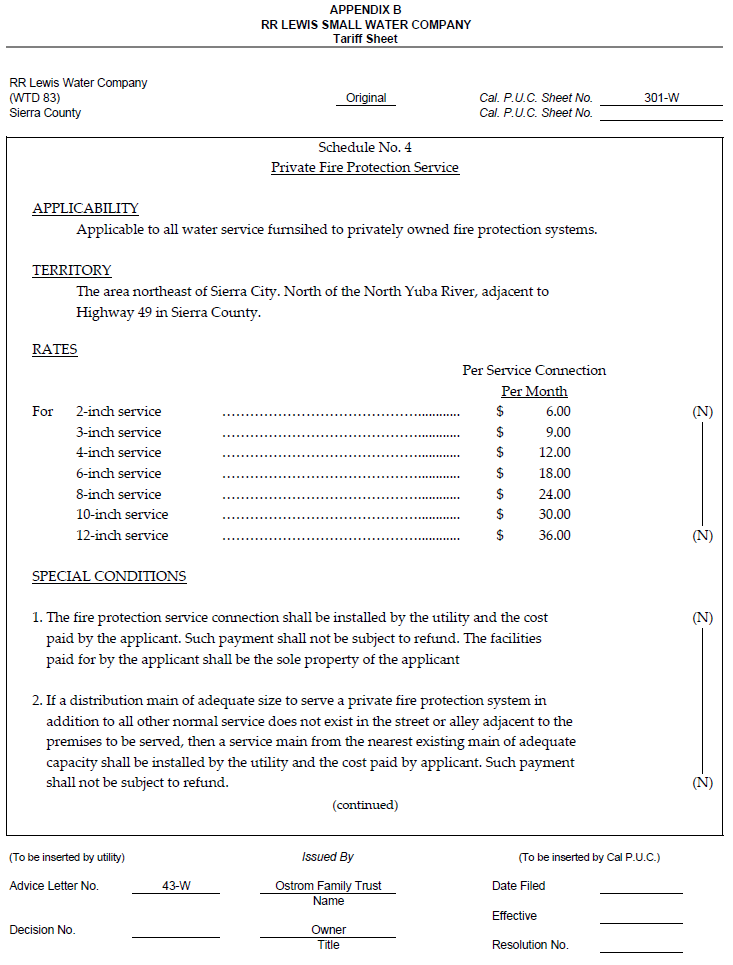 APPENDIX B
RR LEWIS SMALL WATER COMPANY
Tariff Sheet
RR Lewis Water Company
(WTD 83) Original Cal. P.U.C. Sheet No. 301-W
Sierra County Cal. P.U.C. Sheet No.
Schedule No. 4
Private Fire Protection Service
APPLICABILITY
Applicable to all water service furnsihed to privately owned fire protection systems.
TERRITORY
The area northeast of Sierra City. North of the North Yuba River, adjacent to
Highway 49 in Sierra County.
RATES
Per Service Connection
Per Month
For 2-inch service ................................................ $ 6.00 (N)
3-inch service ................................................ $ 9.00
4-inch service ................................................ $ 12.00
6-inch service ................................................ $ 18.00
8-inch service ................................................ $ 24.00
10-inch service ................................................ $ 30.00
12-inch service ................................................ $ 36.00 (N)
SPECIAL CONDITIONS
1. The fire protection service connection shall be installed by the utility and the cost (N)
paid by the applicant. Such payment shall not be subject to refund. The facilities
paid for by the applicant shall be the sole property of the applicant
2. If a distribution main of adequate size to serve a private fire protection system in
addition to all other normal service does not exist in the street or alley adjacent to the
premises to be served, then a service main from the nearest existing main of adequate
capacity shall be installed by the utility and the cost paid by applicant. Such payment
shall not be subject to refund. (N)
(continued)
(To be inserted by utility) Issued By (To be inserted by Cal P.U.C.)
Advice Letter No. 43-W Ostrom Family Trust Date Filed
Name
Effective
Decision No. Owner
Title Resolution No.